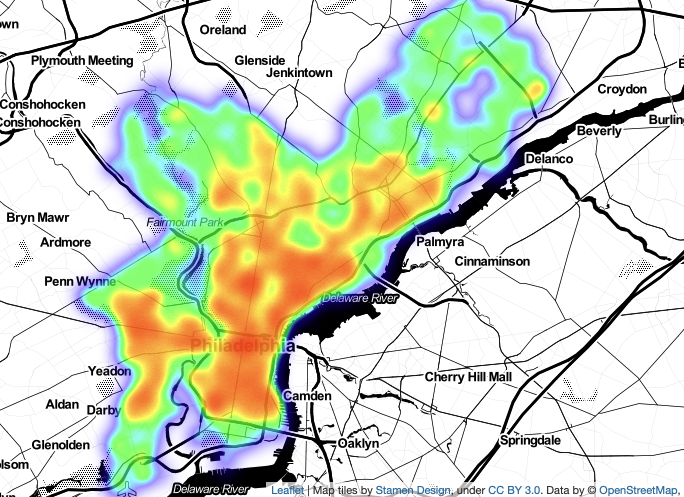 own
Oreland
Plymouth Meeting
Glenside
Jenkintown
Croydon
Conshohocken
Conshohocken
Burling
Beverly
Delanco
Bryn Mawr
Fairmount Park
Ardmore
Palmyra
Cinnaminson
Penn Wynne
Delaware River
Philadelphia
Yeadon
Cherry Hill Mall
Camden
Aldan
Darby
Glenolden
Oaklyn
Springdale
olsom
Delaware River
Leaflet | Map tiles by Stamen Design, under CC BY 3.0. Data by © OpenStreetMap,